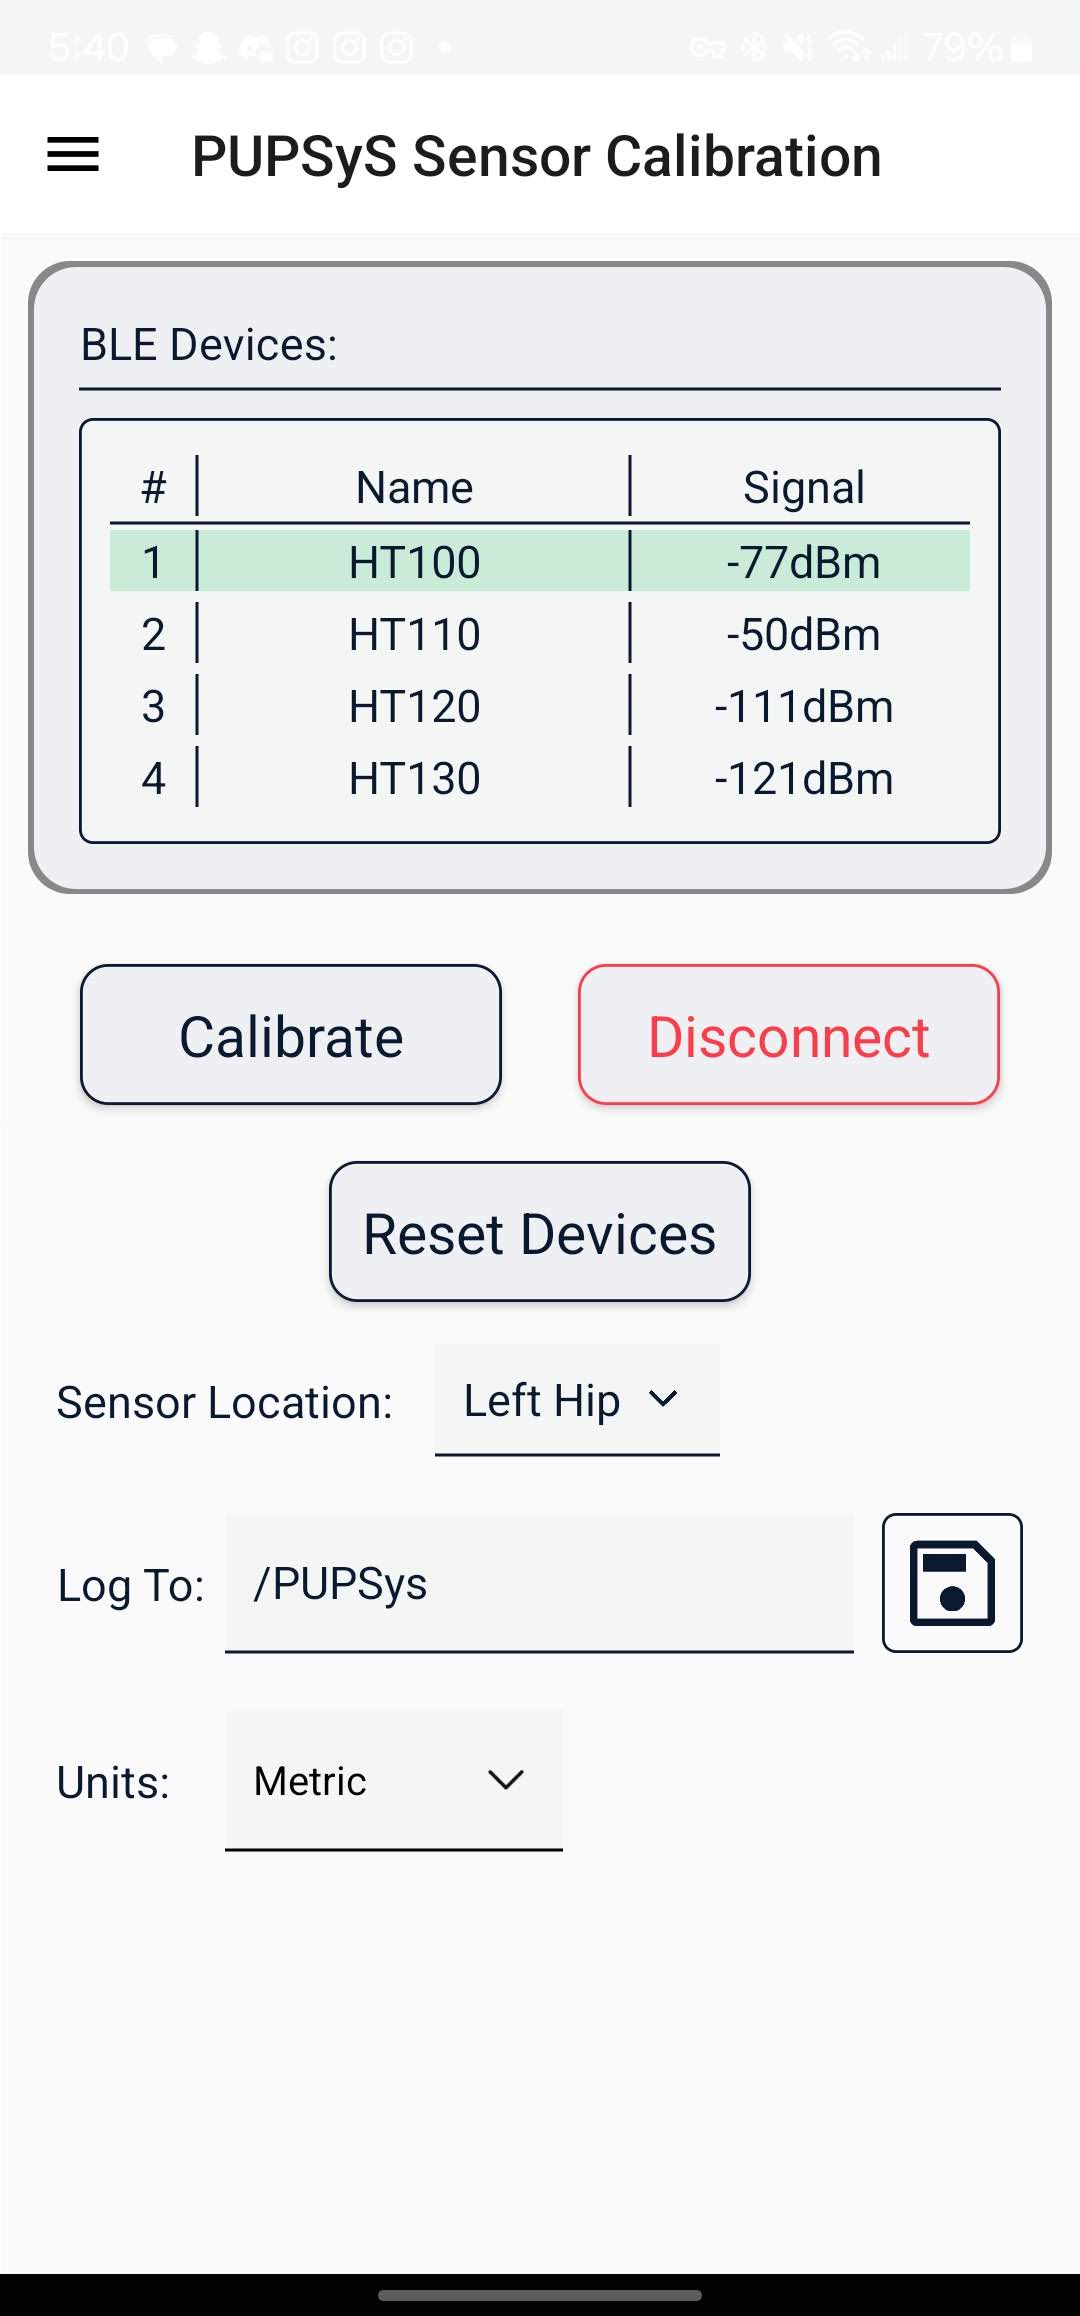 5:40 79%
PUPSyS Sensor Calibration
BLE Devices:
# Name Signal
1 HT100 -77dBm
2 HT110 -50dBm
3 HT120 -111dBm
4 HT130 -121dBm
Calibrate Disconnect
Reset Devices
Sensor Location: Left Hip
Log To: /PUPSys
Units: Metric